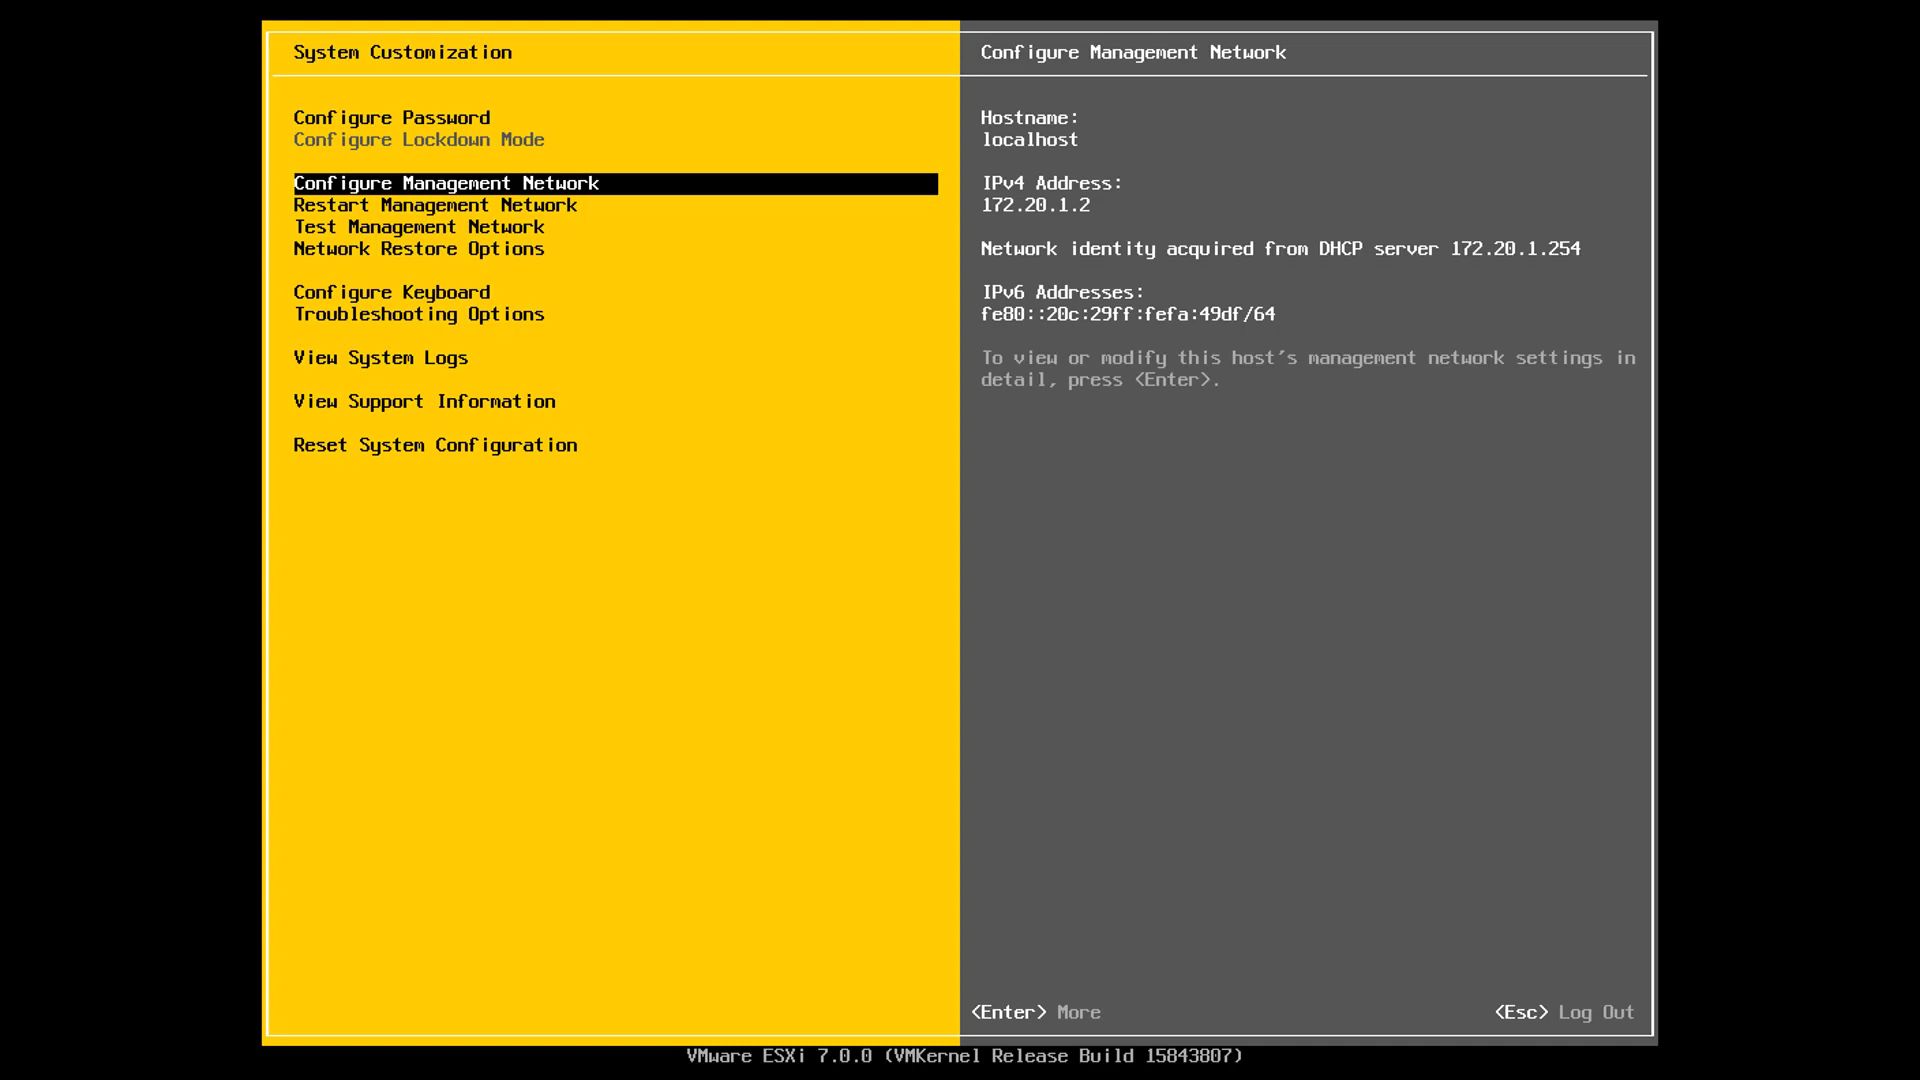 System Customization
Configure Password
Configure Lockdown Mode
Configure Management Network
Restart Management Network
Test Management Network
Network Restore Options
Configure Keyboard
Troubleshooting Options
View System Logs
View Support Information
Reset System Configuration
Configure Management Network
Hostname:
localhost
IPv4 Address:
172.20.1.2
Network identity acquired from DHCP server 172.20.1.254
IPv6 Addresses:
fe80::20c:29ff:fefa:49df/64
To view or modify this host's management network settings in
detail, press <Enter>.
<Enter> More
<Esc> Log Out
VMware ESXi 7.0.0 (VMKernel Release Build 15843807)